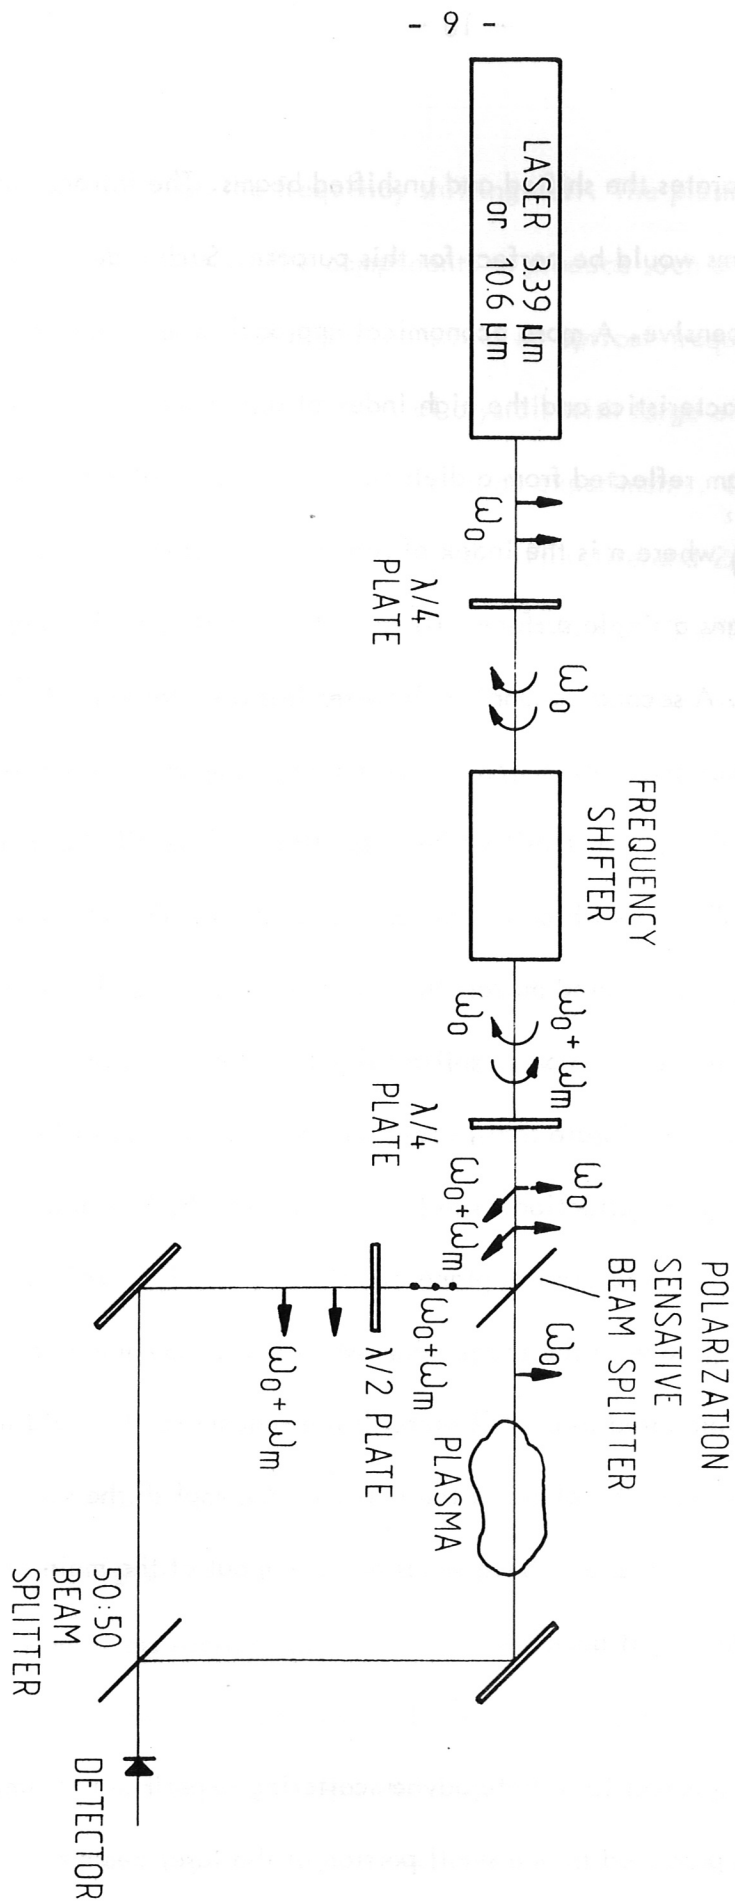 - 9 -
LASER 3.39 µm
or 10.6 µm
ω₀
λ/4
PLATE
ω₀
FREQUENCY
SHIFTER
ω₀+ωm
ω₀
λ/4
PLATE
ω₀
ω₀+ωm
POLARIZATION
SENSATIVE
BEAM SPLITTER
ω₀
ω₀+ωm
λ/2 PLATE
ω₀+ωm
PLASMA
50:50
BEAM
SPLITTER
DETECTOR